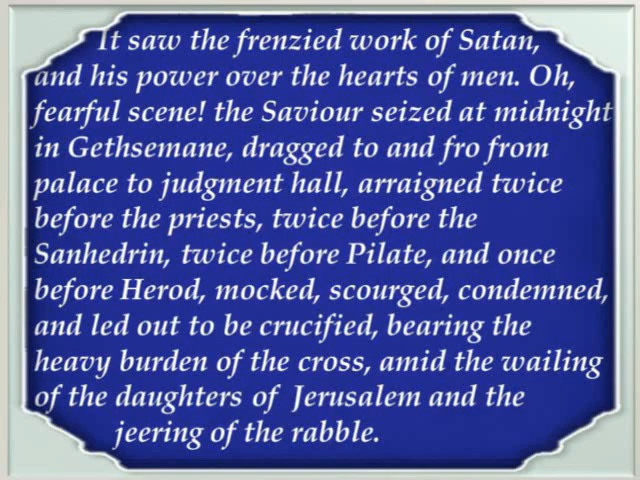 It saw the frenzied work of Satan,
and his power over the hearts of men. Oh,
fearful scene! the Saviour seized at midnight
in Gethsemane, dragged to and fro from
palace to judgment hall, arraigned twice
before the priests, twice before the
Sanhedrin, twice before Pilate, and once
before Herod, mocked, scourged, condemned,
and led out to be crucified, bearing the
heavy burden of the cross, amid the wailing
of the daughters of Jerusalem and the
jeering of the rabble.